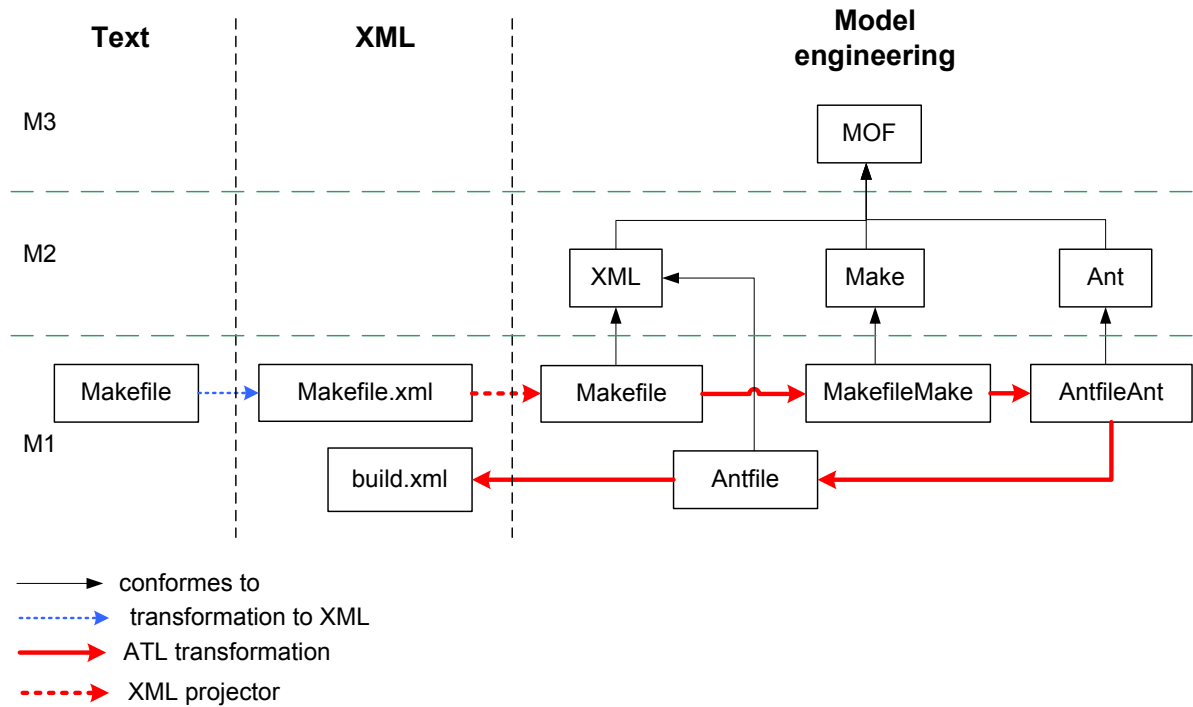 Text
XML
Model
engineering
M3
MOF
M2
XML
Make
Ant
M1
Makefile
Makefile.xml
Makefile
MakefileMake
AntfileAnt
build.xml
Antfile
conformes to
transformation to XML
ATL transformation
XML projector